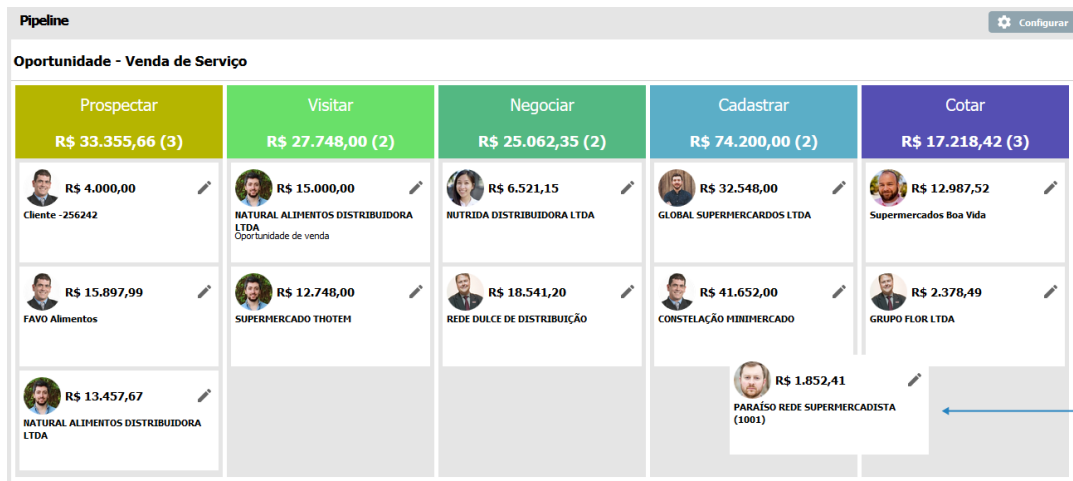 Pipeline
Configurar
Oportunidade - Venda de Serviço
Prospectar
R$ 33.355,66 (3)
R$ 4.000,00
Cliente -256242
R$ 15.897,99
FAVO Alimentos
R$ 13.457,67
NATURAL ALIMENTOS DISTRIBUIDORA
LTDA
Visitar
R$ 27.748,00 (2)
R$ 15.000,00
NATURAL ALIMENTOS DISTRIBUIDORA
LTDA
Oportunidade de venda
R$ 12.748,00
SUPERMERCADO THOTEM
Negociar
R$ 25.062,35 (2)
R$ 6.521,15
NUTRIDA DISTRIBUIDORA LTDA
R$ 18.541,20
REDE DULCE DE DISTRIBUIÇÃO
Cadastrar
R$ 74.200,00 (2)
R$ 32.548,00
GLOBAL SUPERMERCARDOS LTDA
R$ 41.652,00
CONSTELAÇÃO MINIMERCADO
Cotar
R$ 17.218,42 (3)
R$ 12.987,52
Supermercados Boa Vida
R$ 2.378,49
GRUPO FLOR LTDA
R$ 1.852,41
PARAÍSO REDE SUPERMERCADISTA
(1001)